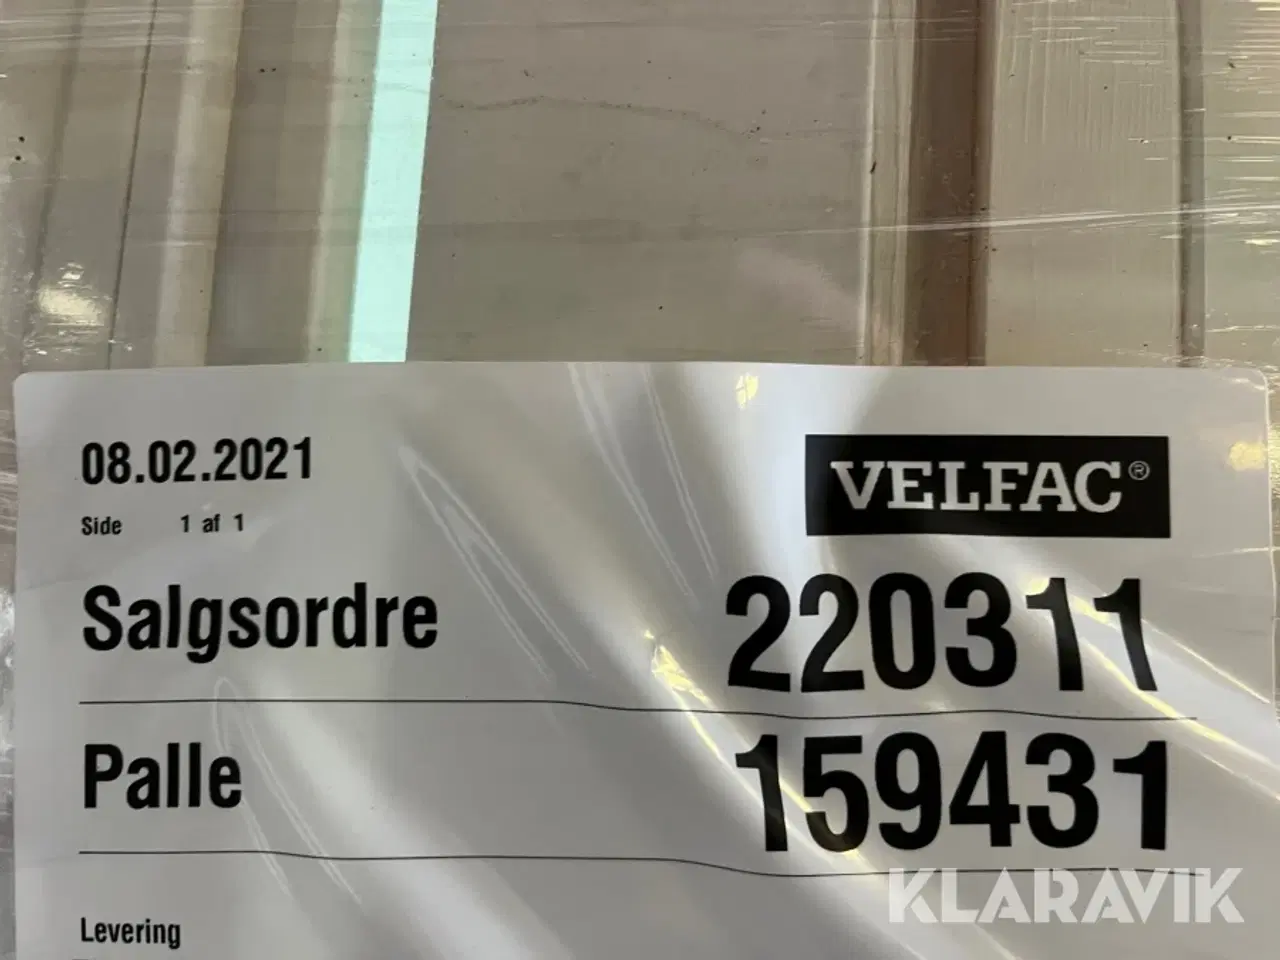 08.02.2021
VELFAC®
Side 1 af 1
Salgsordre 220311
Palle 159431
Levering
KLARAVIK